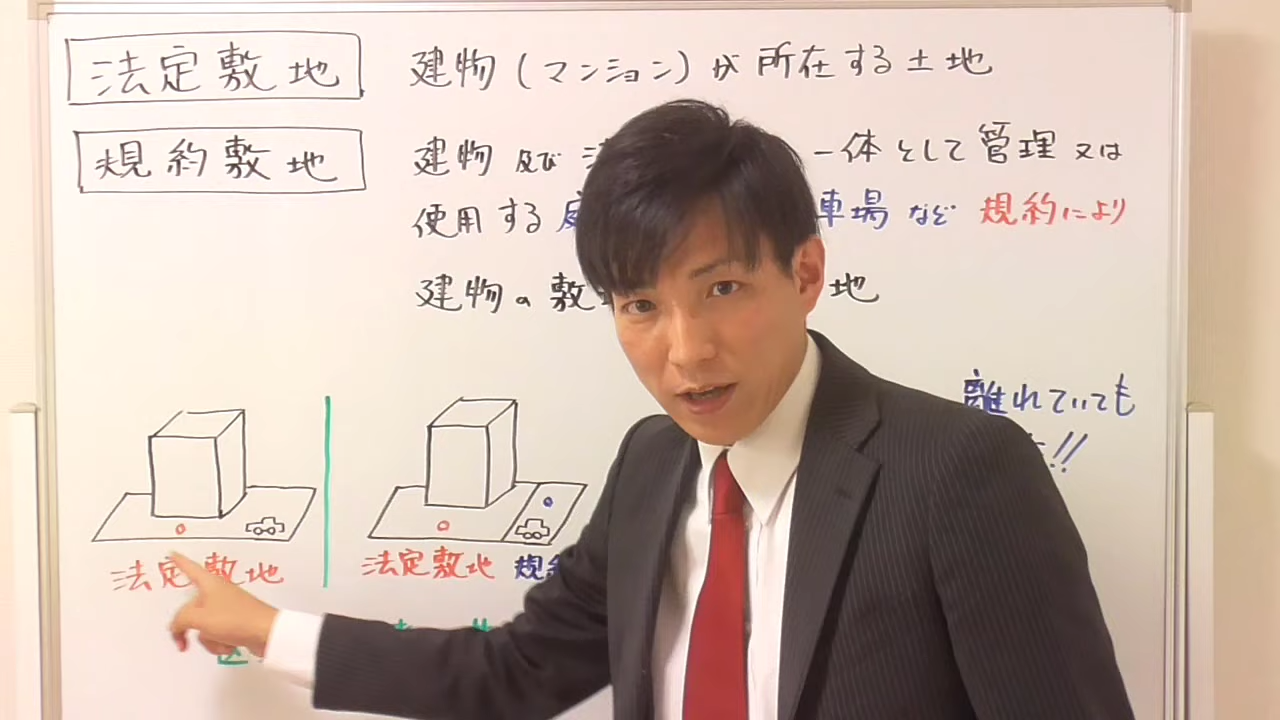 法定敷地 建物(マンション)が所在する土地
規約敷地 建物及び 一体として管理又は
使用する 車場など 規約により
建物の敷 地
離れていても
!!
法定敷地 法定敷地 規